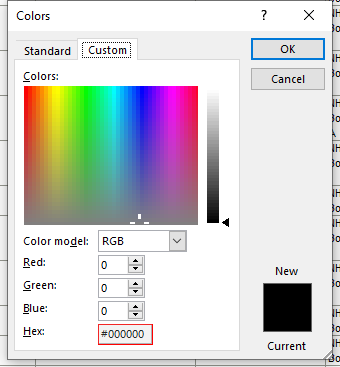 Colors
?
Standard Custom
OK
Cancel
Colors:
Color model: RGB
Red: 0
Green: 0
Blue: 0
Hex: #000000
New
Current